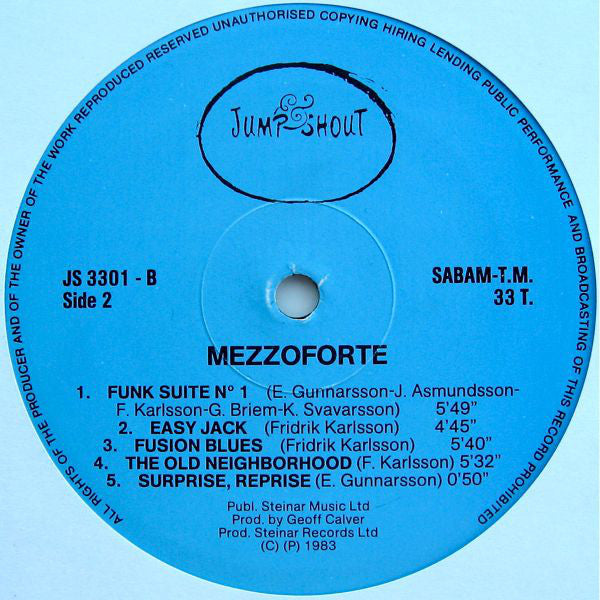 ALL RIGHTS OF THE PRODUCER AND OF THE OWNER OF THE WORK REPRODUCED RESERVED UNAUTHORISED COPYING HIRING LENDING PUBLIC PERFORMANCE AND BROADCASTING OF THIS RECORD PROHIBITED
JUMP & SHOUT
JS 3301 - B
Side 2
SABAM-T.M.
33 T.
MEZZOFORTE
1. FUNK SUITE Nº 1 (E. Gunnarsson-J. Asmundsson-
F. Karlsson-G. Briem-K. Svavarsson) 5'49"
2. EASY JACK (Fridrik Karlsson) 4'45"
3. FUSION BLUES (Fridrik Karlsson) 5'40"
4. THE OLD NEIGHBORHOOD (F. Karlsson) 5'32"
5. SURPRISE, REPRISE (E. Gunnarsson) 0'50"
Publ. Steinar Music Ltd
Prod. by Geoff Calver
Prod. Steinar Records Ltd
(C) (P) 1983